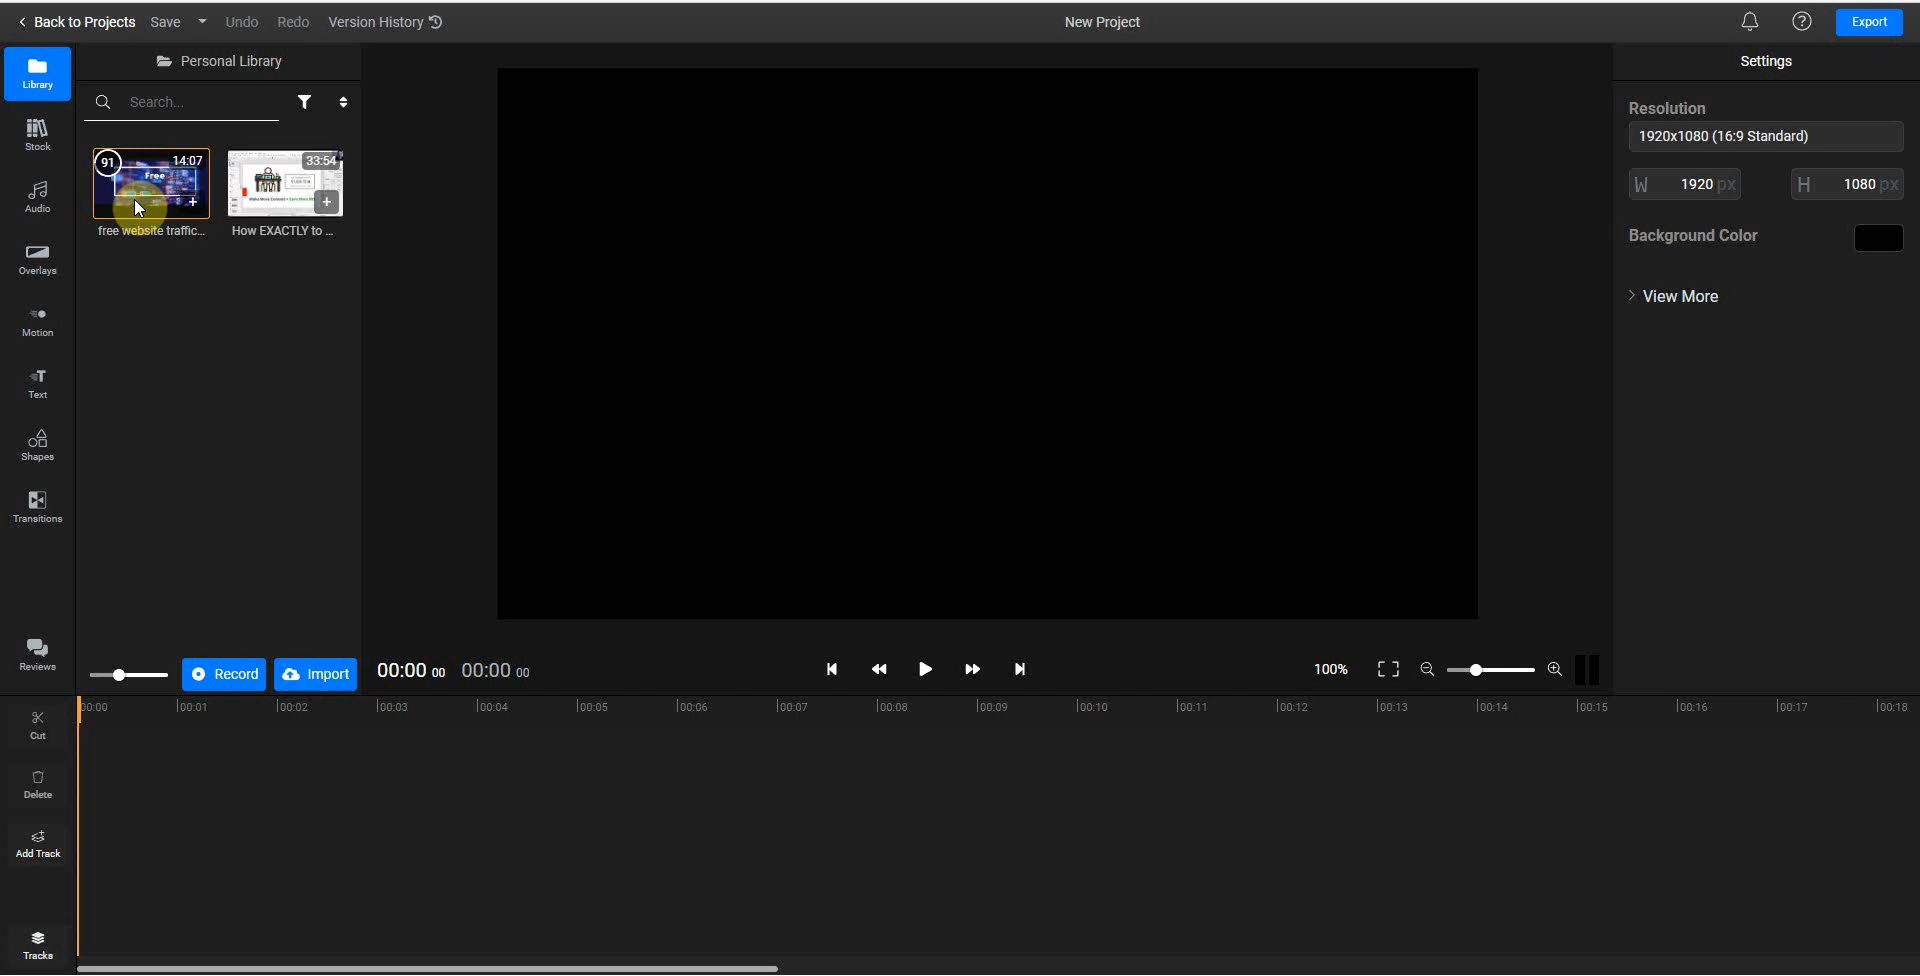 Back to Projects Save Undo Redo Version History New Project Export
Library
Stock
Audio
Overlays
Motion
Text
Shapes
Transitions
Reviews
Personal Library
Search...
91 14:07
Free
free website traffic...
33:54
How EXACTLY to ...
Record Import
00:00 00 00:00 00
100%
Settings
Resolution
1920x1080 (16:9 Standard)
W 1920 px H 1080 px
Background Color
View More
00:00 00:01 00:02 00:03 00:04 00:05 00:06 00:07 00:08 00:09 00:10 00:11 00:12 00:13 00:14 00:15 00:16 00:17 00:18
Cut
Delete
Add Track
Tracks